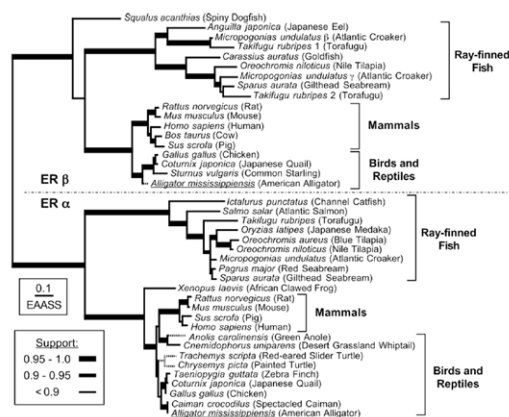 Squalus acanthias (Spiny Dogfish)
Anguilla japonica (Japanese Eel)
Micropogonias undulatus β (Atlantic Croaker)
Takifugu rubripes 1 (Torafugu)
Carassius auratus (Goldfish)
Oreochromis niloticus (Nile Tilapia)
Micropogonias undulatus γ (Atlantic Croaker)
Sparus aurata (Gilthead Seabream)
Takifugu rubripes 2 (Torafugu)
Ray-finned
Fish
Rattus norvegicus (Rat)
Mus musculus (Mouse)
Homo sapiens (Human)
Bos taurus (Cow)
Sus scrofa (Pig)
Mammals
Gallus gallus (Chicken)
Coturnix japonica (Japanese Quail)
Sturnus vulgaris (Common Starling)
Alligator mississippiensis (American Alligator)
Birds and
Reptiles
ER β
ER α
Ictalurus punctatus (Channel Catfish)
Salmo salar (Atlantic Salmon)
Takifugu rubripes (Torafugu)
Oryzias latipes (Japanese Medaka)
Oreochromis aureus (Blue Tilapia)
Oreochromis niloticus (Nile Tilapia)
Micropogonias undulatus (Atlantic Croaker)
Pagrus major (Red Seabream)
Sparus aurata (Gilthead Seabream)
Ray-finned
Fish
Xenopus laevis (African Clawed Frog)
Rattus norvegicus (Rat)
Mus musculus (Mouse)
Sus scrofa (Pig)
Homo sapiens (Human)
Mammals
Anolis carolinensis (Green Anole)
Cnemidophorus uniparens (Desert Grassland Whiptail)
Trachemys scripta (Red-eared Slider Turtle)
Chrysemys picta (Painted Turtle)
Taeniopygia guttata (Zebra Finch)
Coturnix japonica (Japanese Quail)
Gallus gallus (Chicken)
Caiman crocodilus (Spectacled Caiman)
Alligator mississippiensis (American Alligator)
Birds and
Reptiles
0.1
EAASS
Support:
0.95 - 1.0
0.9 - 0.95
<0.9